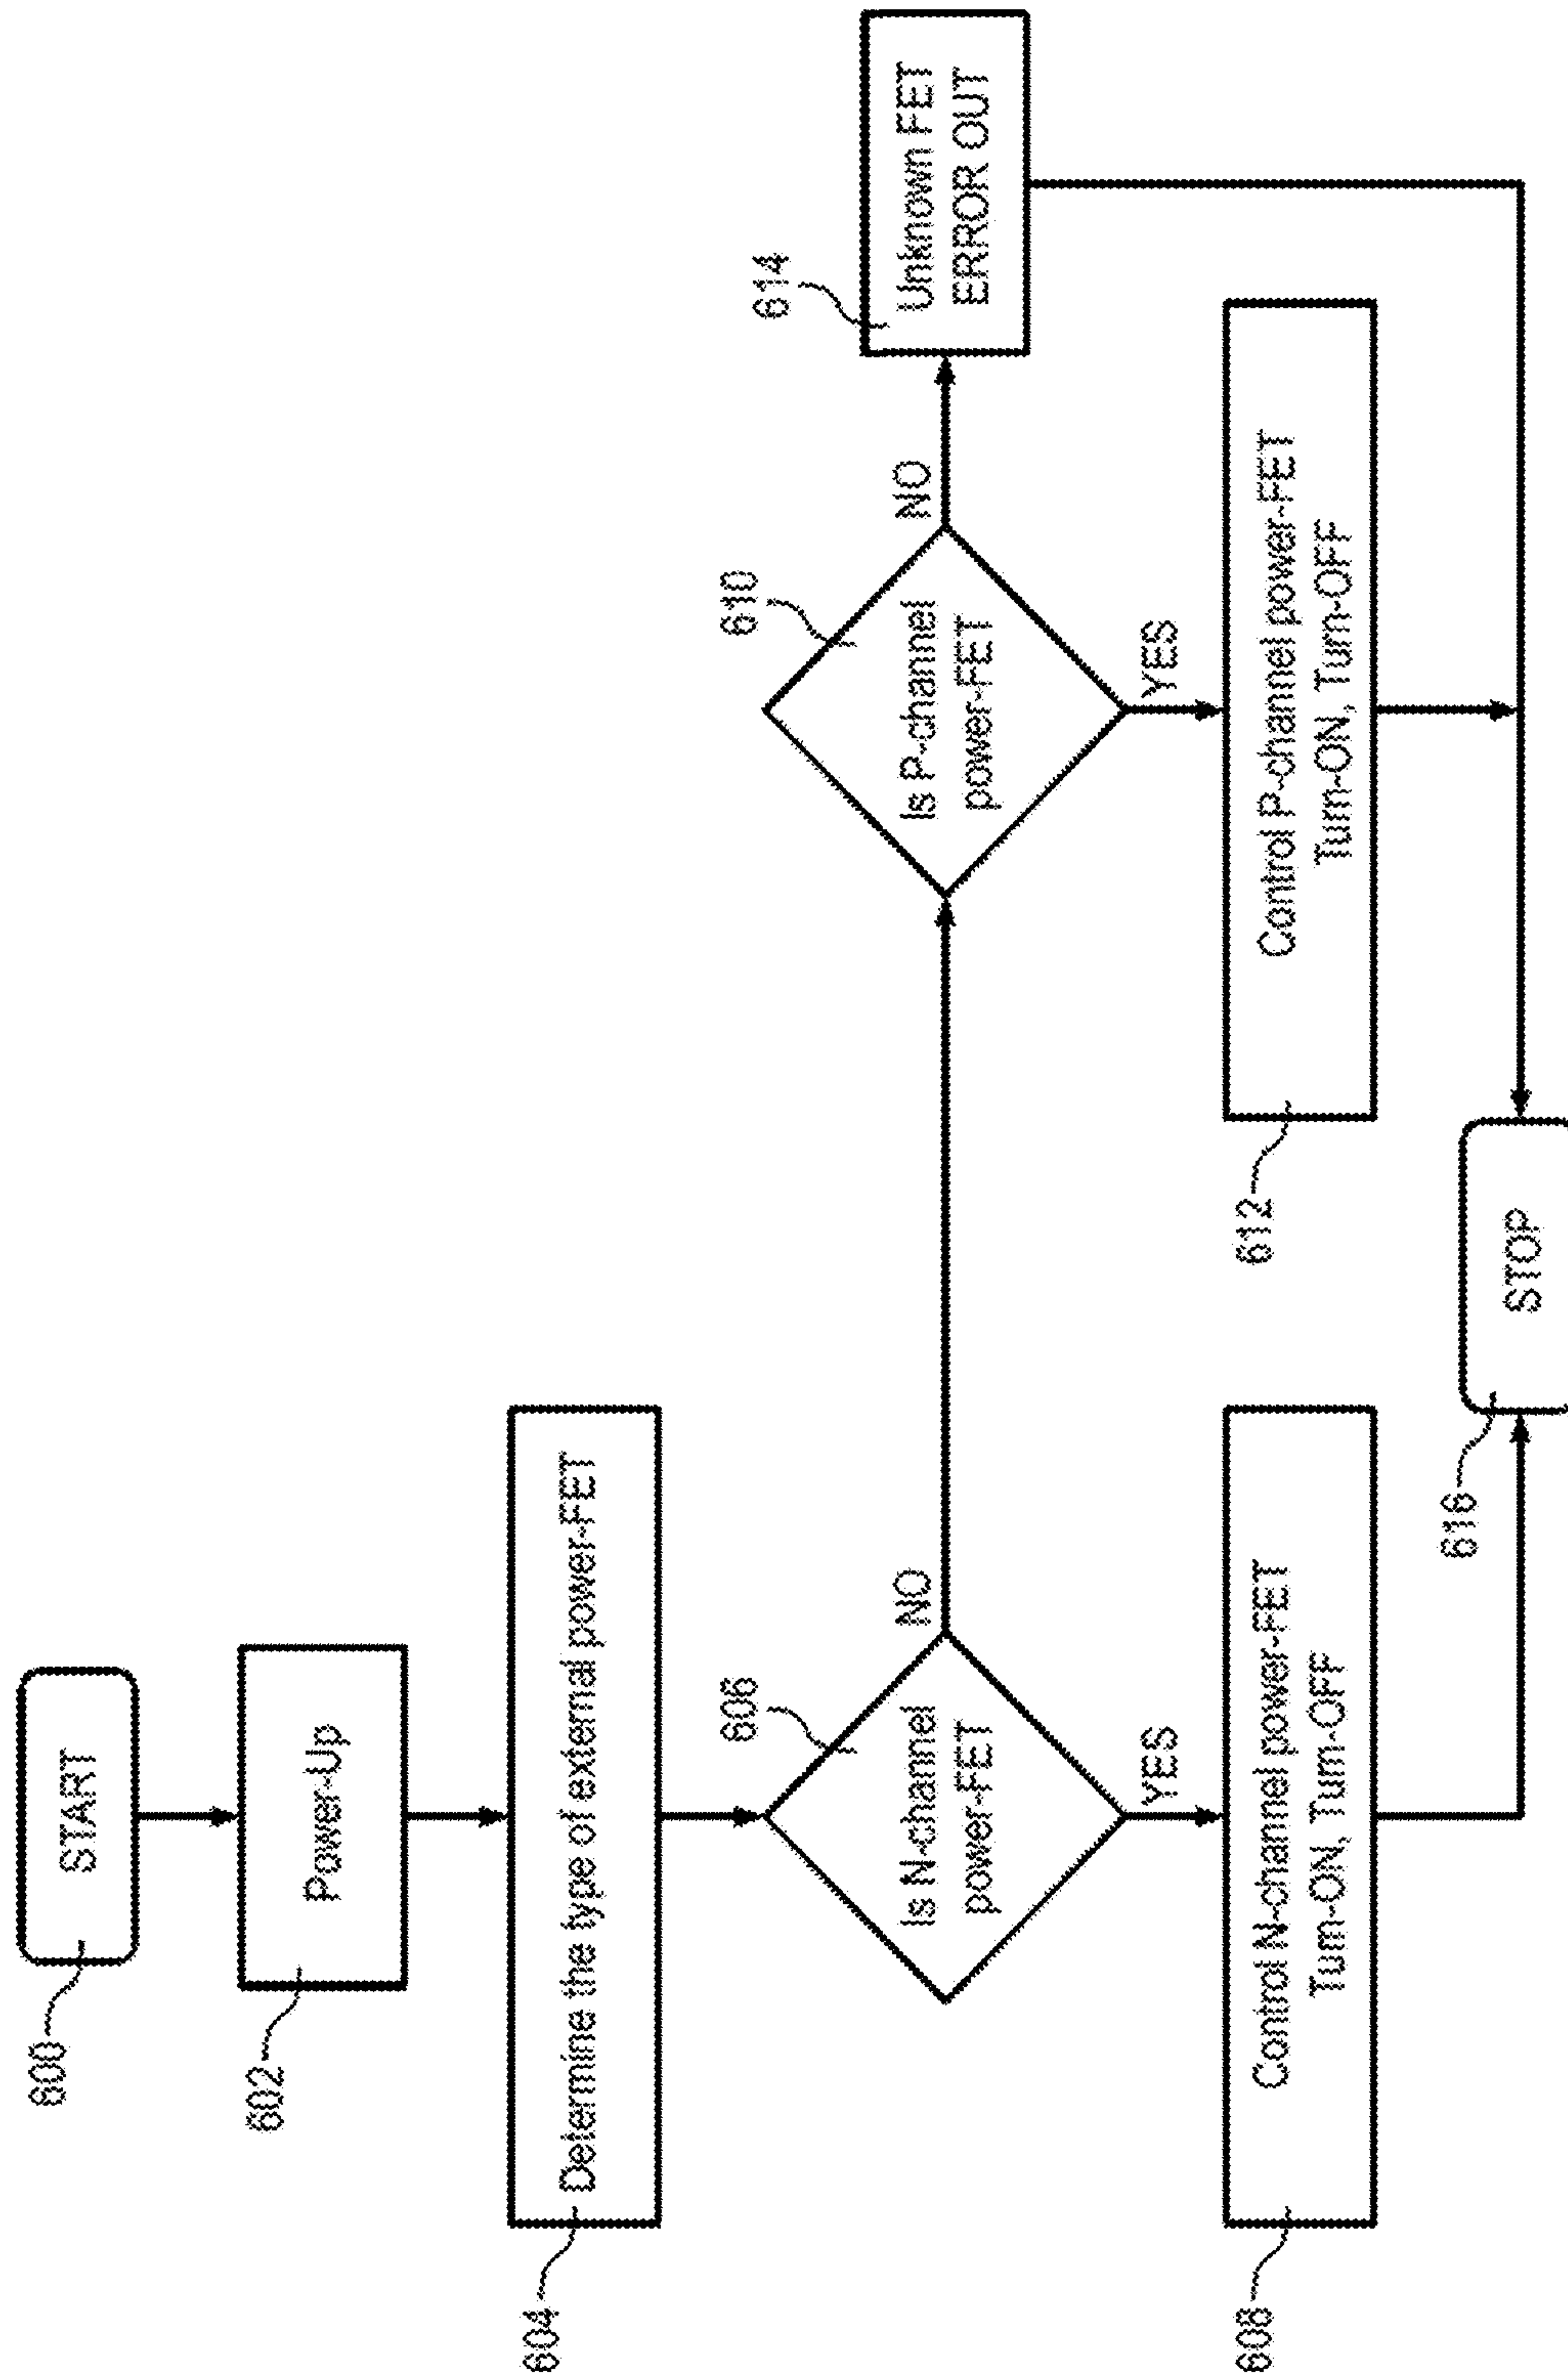 600
START
602
Power-Up
604
Determine the type of external power-FET
606
Is N-channel
power-FET
NO
YES
608
Control N-channel power-FET
Turn-ON, Turn-OFF
610
Is P-channel
power-FET
NO
YES
614
Unknown FET
ERROR OUT
612
Control P-channel power-FET
Turn-ON, Turn-OFF
616
STOP